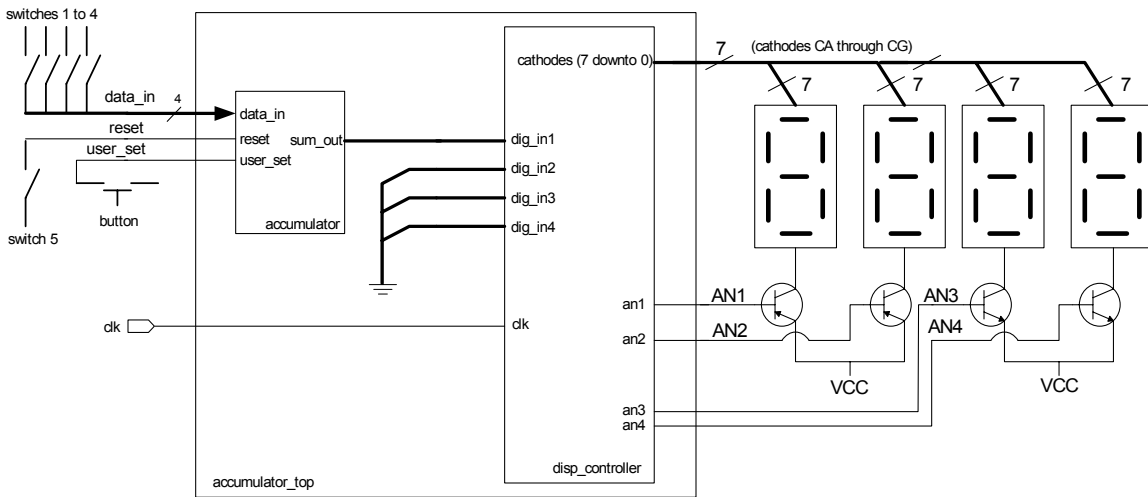 switches 1 to 4
data_in
4
reset
user_set
button
switch 5
data_in
reset
user_set
sum_out
accumulator
clk
accumulator_top
cathodes (7 downto 0)
dig_in1
dig_in2
dig_in3
dig_in4
clk
an1
an2
an3
an4
disp_controller
7
(cathodes CA through CG)
7
7
7
7
AN1
AN2
AN3
AN4
VCC
VCC